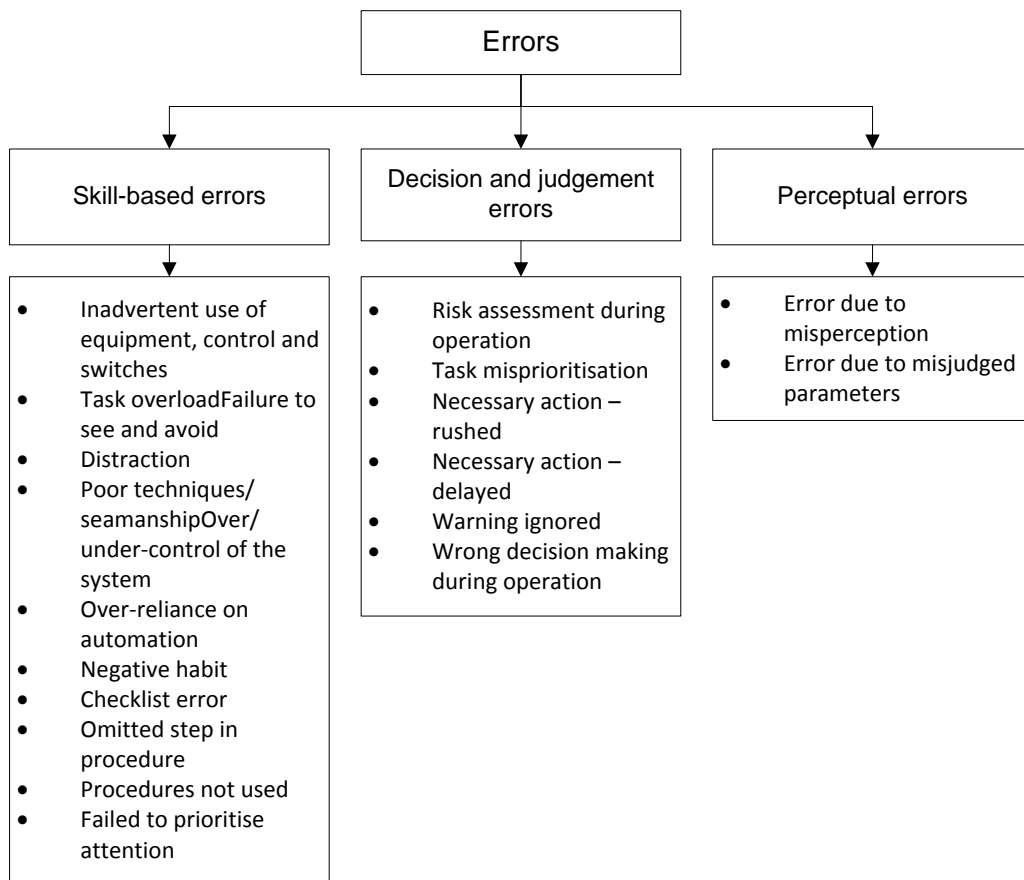 Errors
Skill-based errors
Decision and judgement
errors
Perceptual errors
• Inadvertent use of
equipment, control and
switches
• Task overloadFailure to
see and avoid
• Distraction
• Poor techniques/
seamanshipOver/
under-control of the
system
• Over-reliance on
automation
• Negative habit
• Checklist error
• Omitted step in
procedure
• Procedures not used
• Failed to prioritise
attention
• Risk assessment during
operation
• Task misprioritisation
• Necessary action –
rushed
• Necessary action –
delayed
• Warning ignored
• Wrong decision making
during operation
• Error due to
misperception
• Error due to misjudged
parameters